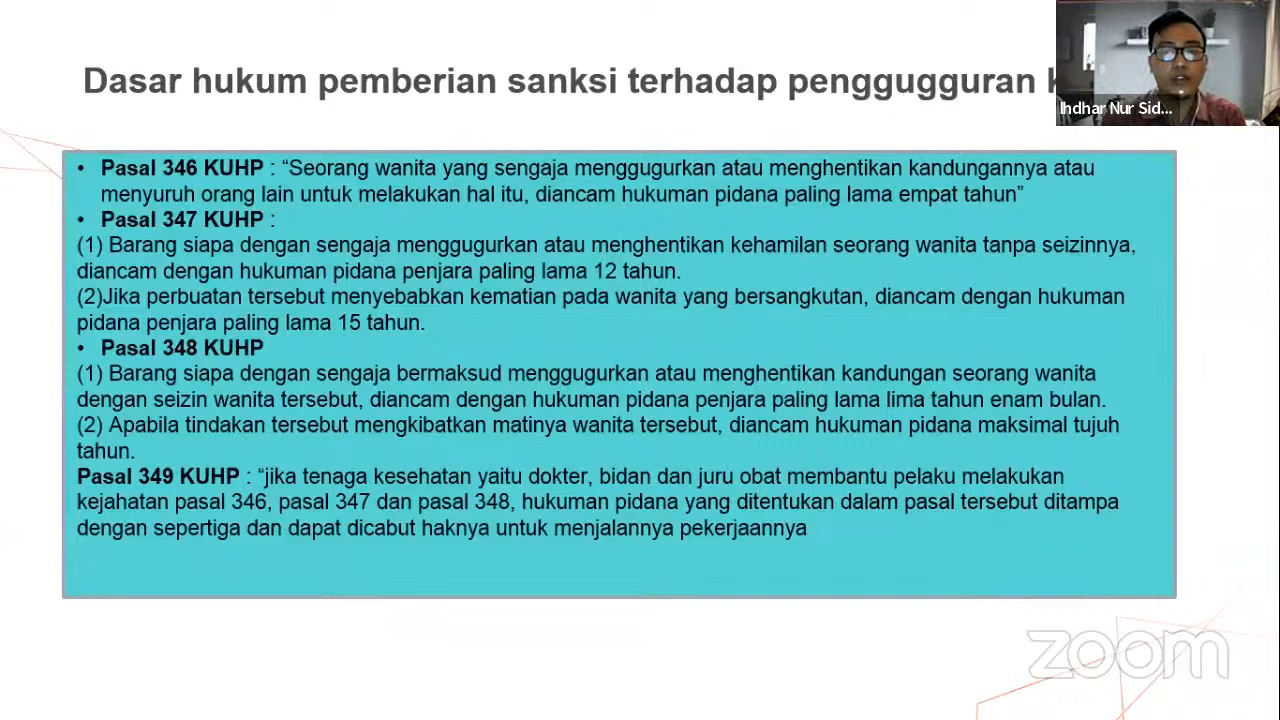 Dasar hukum pemberian sanksi terhadap penggugguran
Ihdhar Nur Sid...
• Pasal 346 KUHP : “Seorang wanita yang sengaja menggugurkan atau menghentikan kandungannya atau
menyuruh orang lain untuk melakukan hal itu, diancam hukuman pidana paling lama empat tahun”
• Pasal 347 KUHP :
(1) Barang siapa dengan sengaja menggugurkan atau menghentikan kehamilan seorang wanita tanpa seizinnya,
diancam dengan hukuman pidana penjara paling lama 12 tahun.
(2)Jika perbuatan tersebut menyebabkan kematian pada wanita yang bersangkutan, diancam dengan hukuman
pidana penjara paling lama 15 tahun.
• Pasal 348 KUHP
(1) Barang siapa dengan sengaja bermaksud menggugurkan atau menghentikan kandungan seorang wanita
dengan seizin wanita tersebut, diancam dengan hukuman pidana penjara paling lama lima tahun enam bulan.
(2) Apabila tindakan tersebut mengkibatkan matinya wanita tersebut, diancam hukuman pidana maksimal tujuh
tahun.
Pasal 349 KUHP : “jika tenaga kesehatan yaitu dokter, bidan dan juru obat membantu pelaku melakukan
kejahatan pasal 346, pasal 347 dan pasal 348, hukuman pidana yang ditentukan dalam pasal tersebut ditampa
dengan sepertiga dan dapat dicabut haknya untuk menjalannya pekerjaannya
zoom